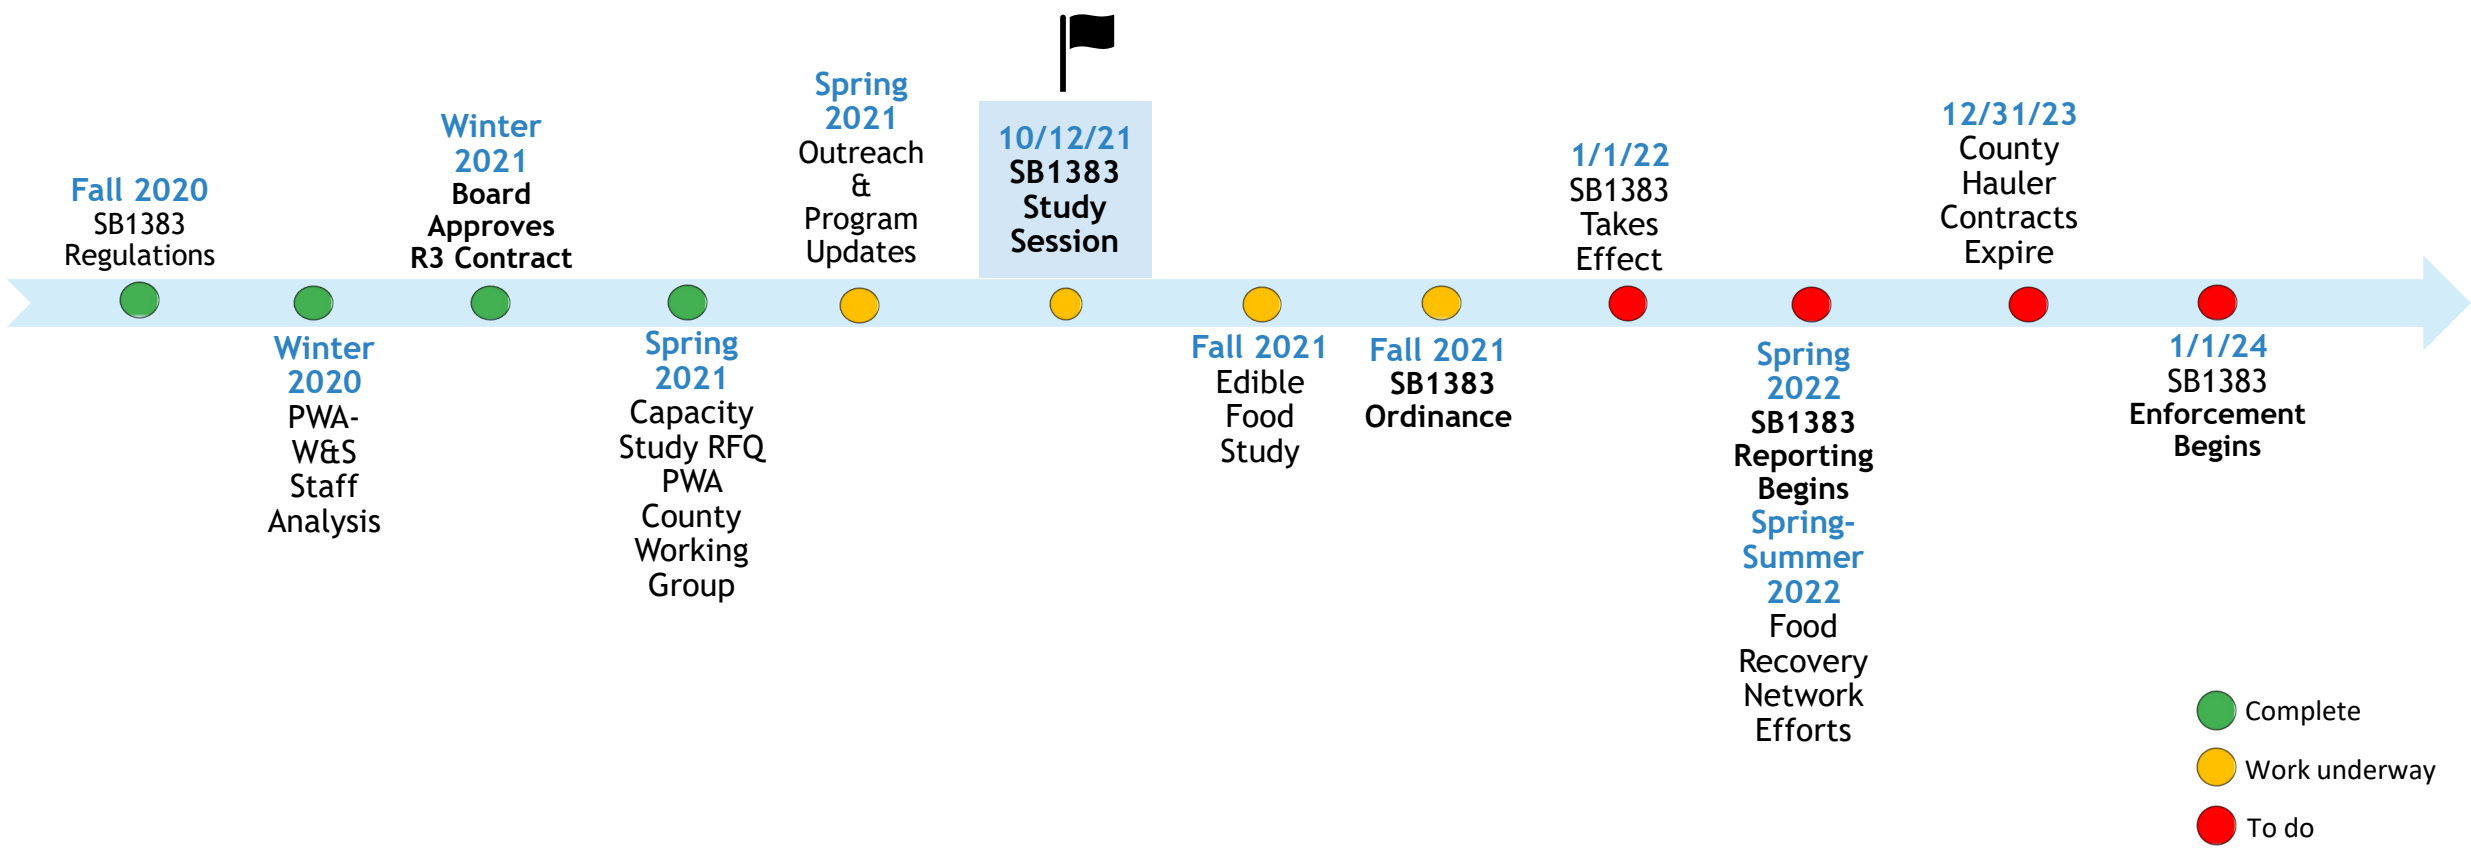 Fall 2020
SB1383
Regulations
Winter
2020
PWA-
W&S
Staff
Analysis
Winter
2021
Board
Approves
R3 Contract
Spring
2021
Capacity
Study RFQ
PWA
County
Working
Group
Spring
2021
Outreach
&
Program
Updates
10/12/21
SB1383
Study
Session
Fall 2021
Edible
Food
Study
Fall 2021
SB1383
Ordinance
1/1/22
SB1383
Takes
Effect
Spring
2022
SB1383
Reporting
Begins
Spring-
Summer
2022
Food
Recovery
Network
Efforts
12/31/23
County
Hauler
Contracts
Expire
1/1/24
SB1383
Enforcement
Begins
Complete
Work underway
To do